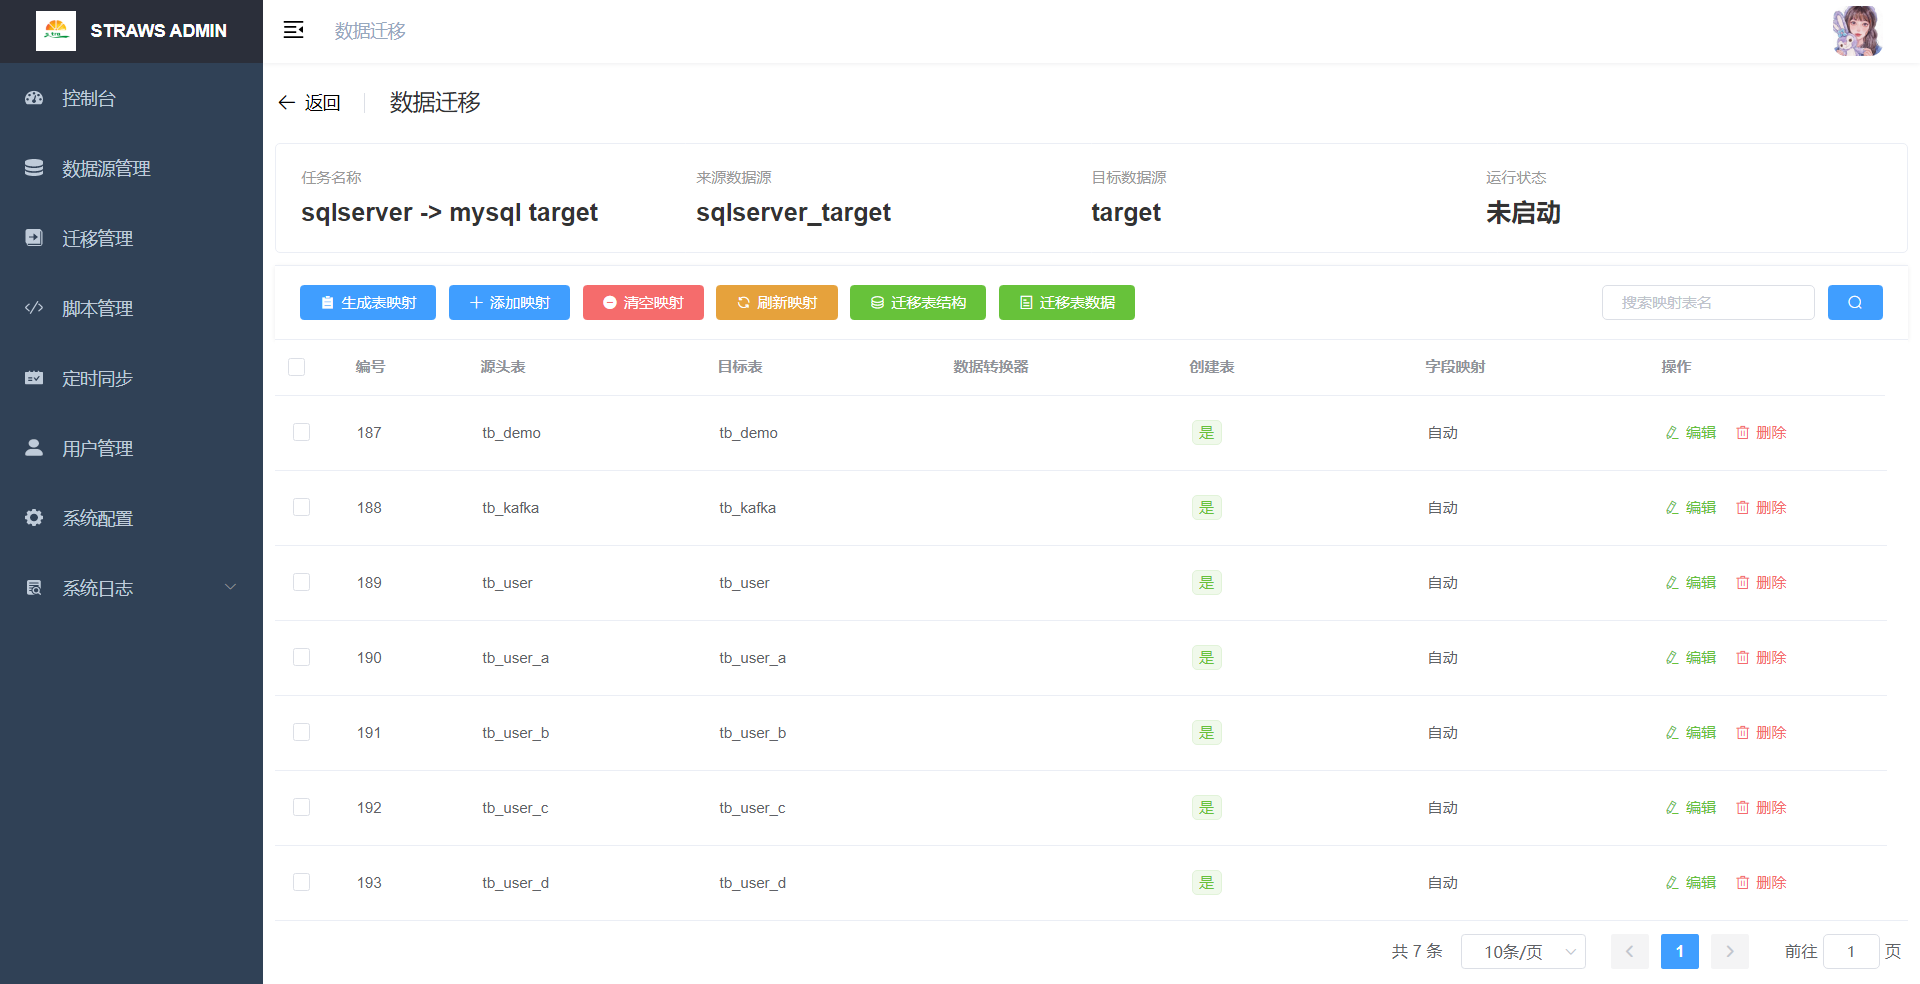 STRAWS ADMIN
数据迁移
控制台
数据源管理
迁移管理
脚本管理
定时同步
用户管理
系统配置
系统日志
返回 数据迁移
任务名称 来源数据源 目标数据源 运行状态
sqlserver -> mysql target sqlserver_target target 未启动
生成表映射 添加映射 清空映射 刷新映射 迁移表结构 迁移表数据 搜索映射表名
编号 源头表 目标表 数据转换器 创建表 字段映射 操作
187 tb_demo tb_demo 是 自动 编辑 删除
188 tb_kafka tb_kafka 是 自动 编辑 删除
189 tb_user tb_user 是 自动 编辑 删除
190 tb_user_a tb_user_a 是 自动 编辑 删除
191 tb_user_b tb_user_b 是 自动 编辑 删除
192 tb_user_c tb_user_c 是 自动 编辑 删除
193 tb_user_d tb_user_d 是 自动 编辑 删除
共 7 条 10条/页 1 前往 1 页